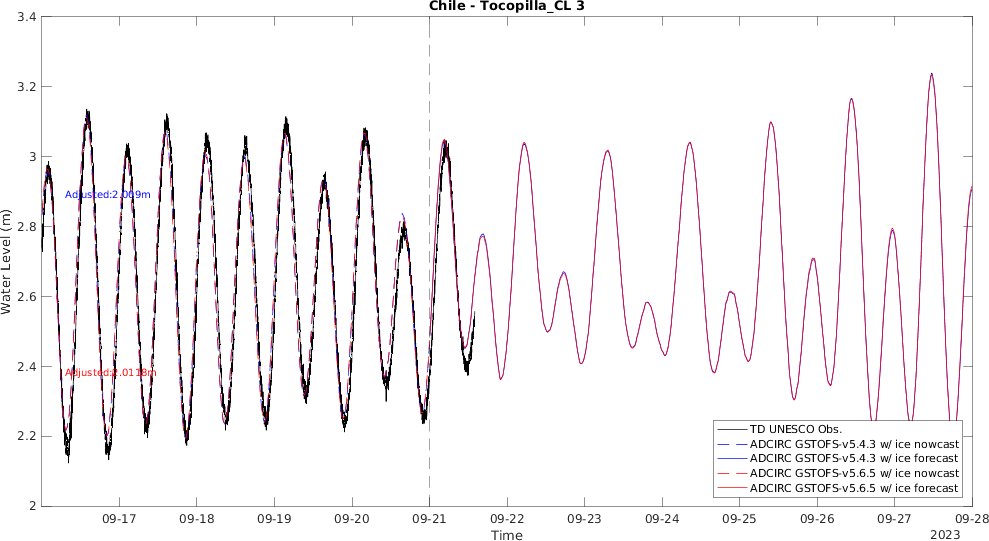 Chile - Tocopilla_CL 3
Water Level (m)
3.4
3.2
3
2.8
2.6
2.4
2.2
2
Adjusted:2.009m
Adjusted:2.0118m
TD UNESCO Obs.
ADCIRC GSTOFS-v5.4.3 w/ ice nowcast
ADCIRC GSTOFS-v5.4.3 w/ ice forecast
ADCIRC GSTOFS-v5.6.5 w/ ice nowcast
ADCIRC GSTOFS-v5.6.5 w/ ice forecast
09-17 09-18 09-19 09-20 09-21 09-22 09-23 09-24 09-25 09-26 09-27 09-28
Time
2023